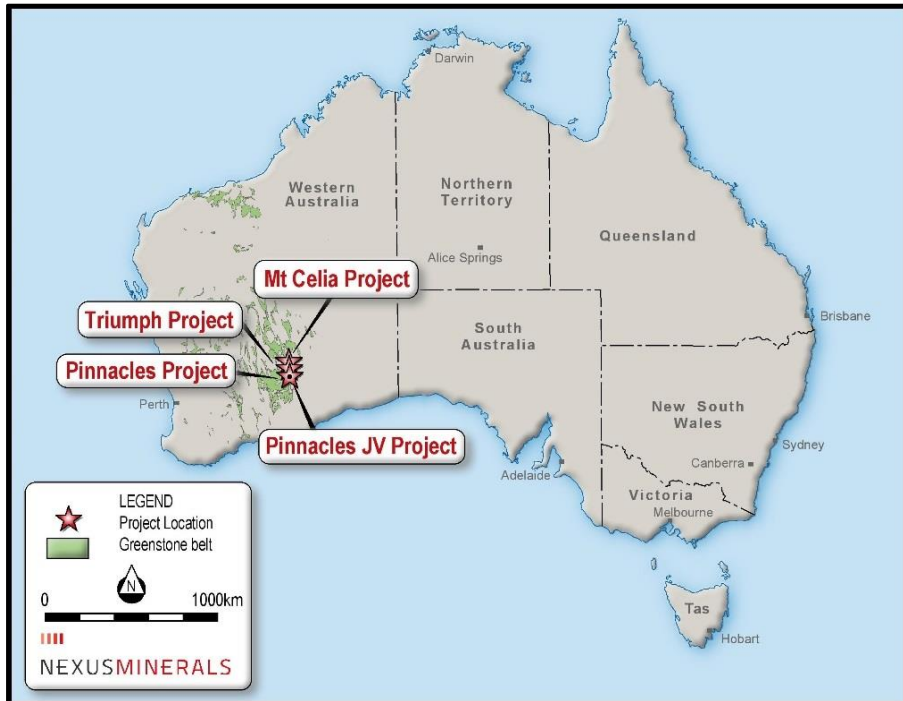 Darwin
Western
Australia
Northern
Territory
Queensland
Alice Springs
Mt Celia Project
Triumph Project
South
Australia
Brisbane
Pinnacles Project
Perth
New South
Wales
Pinnacles JV Project
Sydney
Canberra
Adelaide
Victoria
Melbourne
Tas
Hobart
LEGEND
Project Location
Greenstone belt
N
0 1000km
NEXUSMINERALS